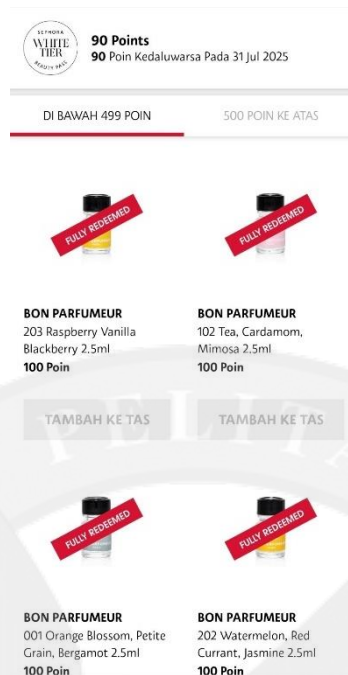 SEPHORA
WHITE
TIER
BEAUTY PASS
90 Points
90 Poin Kedaluwarsa Pada 31 Jul 2025
DI BAWAH 499 POIN
500 POIN KE ATAS
FULLY REDEEMED
FULLY REDEEMED
BON PARFUMEUR
203 Raspberry Vanilla
Blackberry 2.5ml
100 Poin
BON PARFUMEUR
102 Tea, Cardamom,
Mimosa 2.5ml
100 Poin
TAMBAH KE TAS
TAMBAH KE TAS
PELITA
FULLY REDEEMED
FULLY REDEEMED
BON PARFUMEUR
001 Orange Blossom, Petite
Grain, Bergamot 2.5ml
100 Poin
BON PARFUMEUR
202 Watermelon, Red
Currant, Jasmine 2.5ml
100 Poin